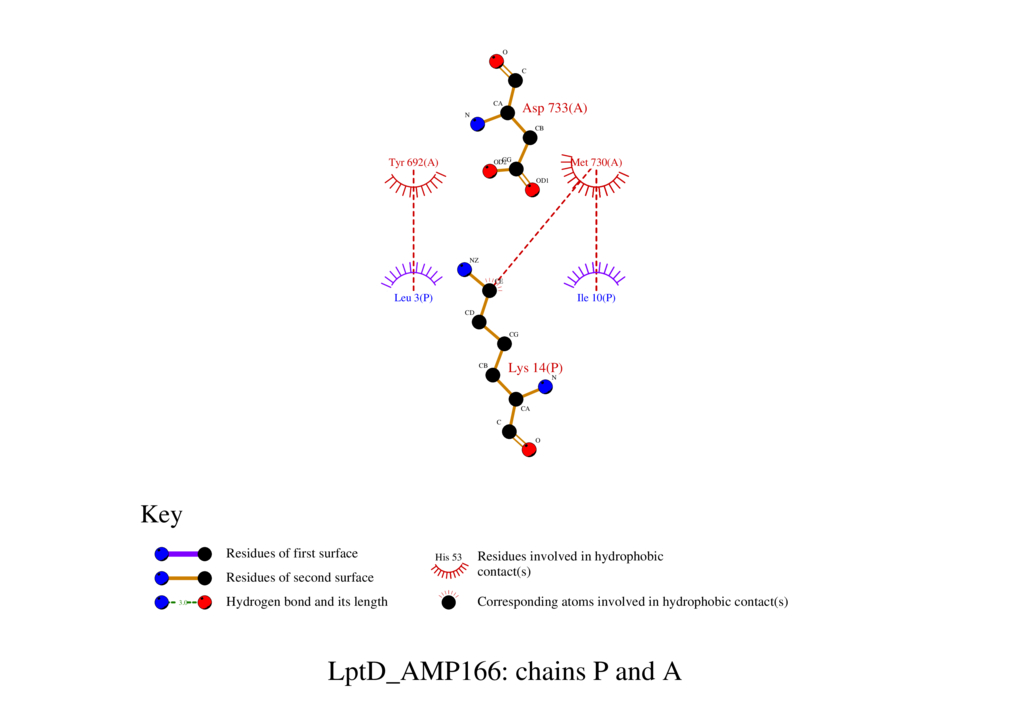 O
C
CA
Asp 733(A)
N
CB
Tyr 692(A)
CG
Met 730(A)
OD1
NZ
Leu 3(P)
Ile 10(P)
CD
CG
CB
Lys 14(P)
N
CA
C
O
Key
Residues of first surface
His 53
Residues involved in hydrophobic
contact(s)
Residues of second surface
3.0
Hydrogen bond and its length
Corresponding atoms involved in hydrophobic contact(s)
LptD_AMP166: chains P and A